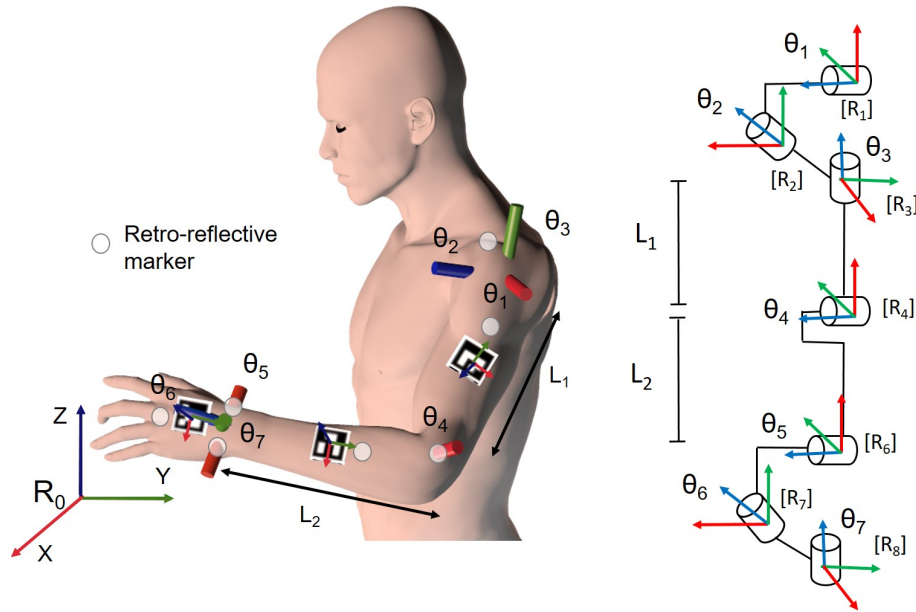 Retro-reflective
marker
θ₂
θ₃
θ₁
L₁
θ₅
θ₆
θ₇
θ₄
L₂
Z
Y
R₀
X
θ₁
[R₁]
θ₂
[R₂]
θ₃
[R₃]
L₁
θ₄
[R₄]
L₂
θ₅
[R₆]
θ₆
[R₇]
θ₇
[R₈]